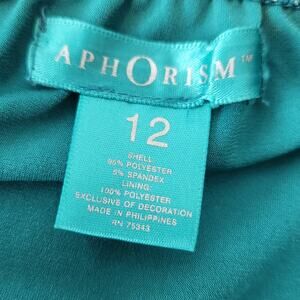 APHORISM™
12
SHELL:
95% POLYESTER
5% SPANDEX
LINING:
100% POLYESTER
EXCLUSIVE OF DECORATION
MADE IN PHILIPPINES
RN 75343